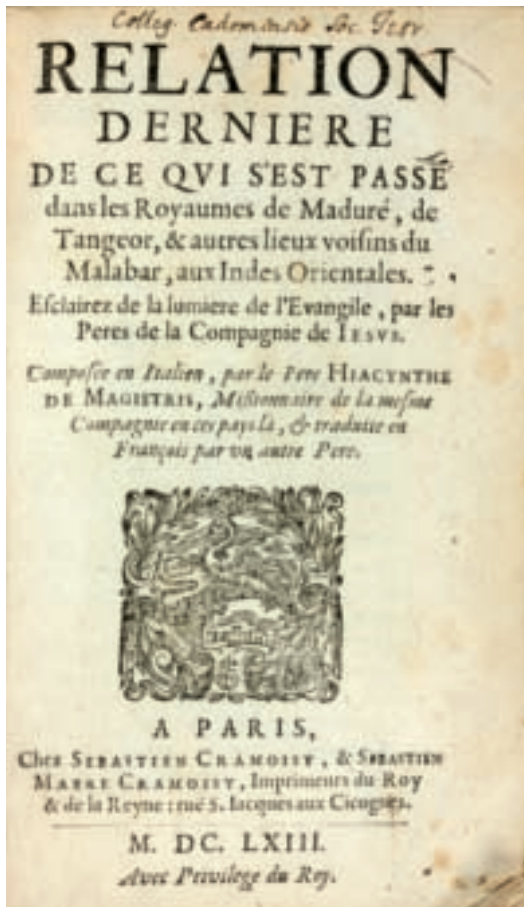 Colleg. Cadomensis Soc. Jesu
RELATION
DERNIERE
DE CE QVI S'EST PASSÉ
dans les Royaumes de Maduré, de
Tangeor, & autres lieux voisins du
Malabar, aux Indes Orientales.
Esclairez de la lumiere de l'Evangile, par les
Peres de la Compagnie de IESVS.
Composée en Italien, par le Pere HIACYNTHE
DE MAGISTRIS, Missionnaire de la mesme
Compagnie en ces pays là, & traduite en
François par vn autre Pere.
A PARIS,
Chez SEBASTIEN CRAMOISY, & SEBASTIEN
MABRE CRAMOISY, Imprimeurs du Roy
& de la Reyne: ruë S. Iacques aux Cicognes.
M. DC. LXIII.
Avec Privilege du Roy.